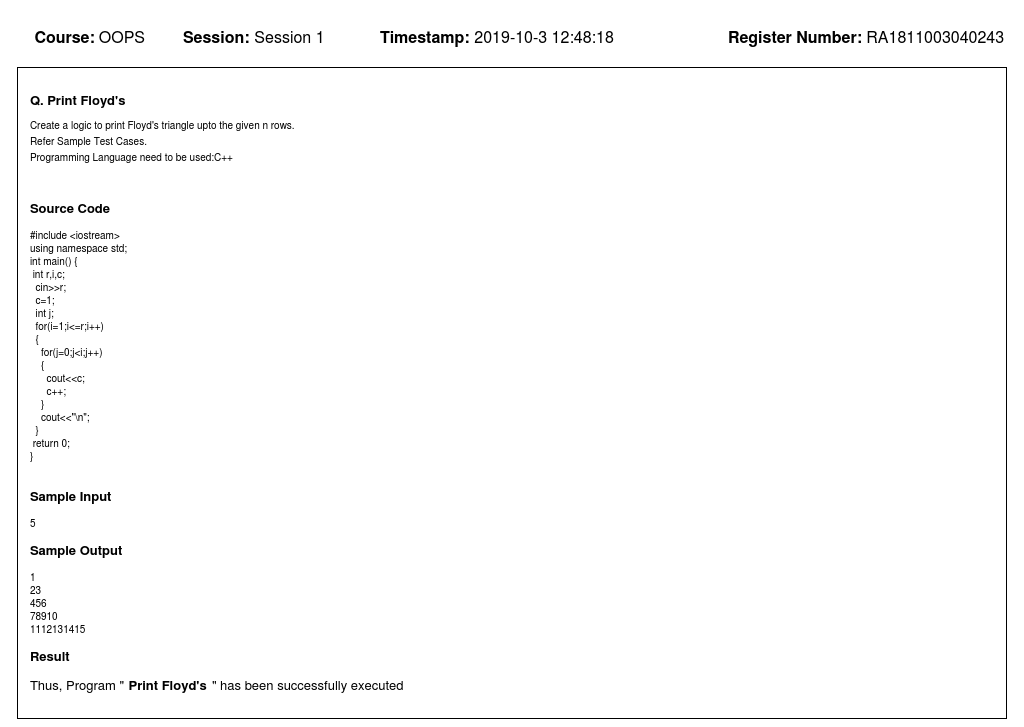 Course: OOPS Session: Session 1 Timestamp: 2019-10-3 12:48:18 Register Number: RA1811003040243
Q. Print Floyd's
Create a logic to print Floyd's triangle upto the given n rows.
Refer Sample Test Cases.
Programming Language need to be used:C++
Source Code
#include <iostream>
using namespace std;
int main() {
int r,i,c;
cin>>r;
c=1;
int j;
for(i=1;i<=r;i++)
{
for(j=0;j<i;j++)
{
cout<<c;
c++;
}
cout<<"\n";
}
return 0;
}
Sample Input
5
Sample Output
1
23
456
78910
1112131415
Result
Thus, Program " Print Floyd's " has been successfully executed